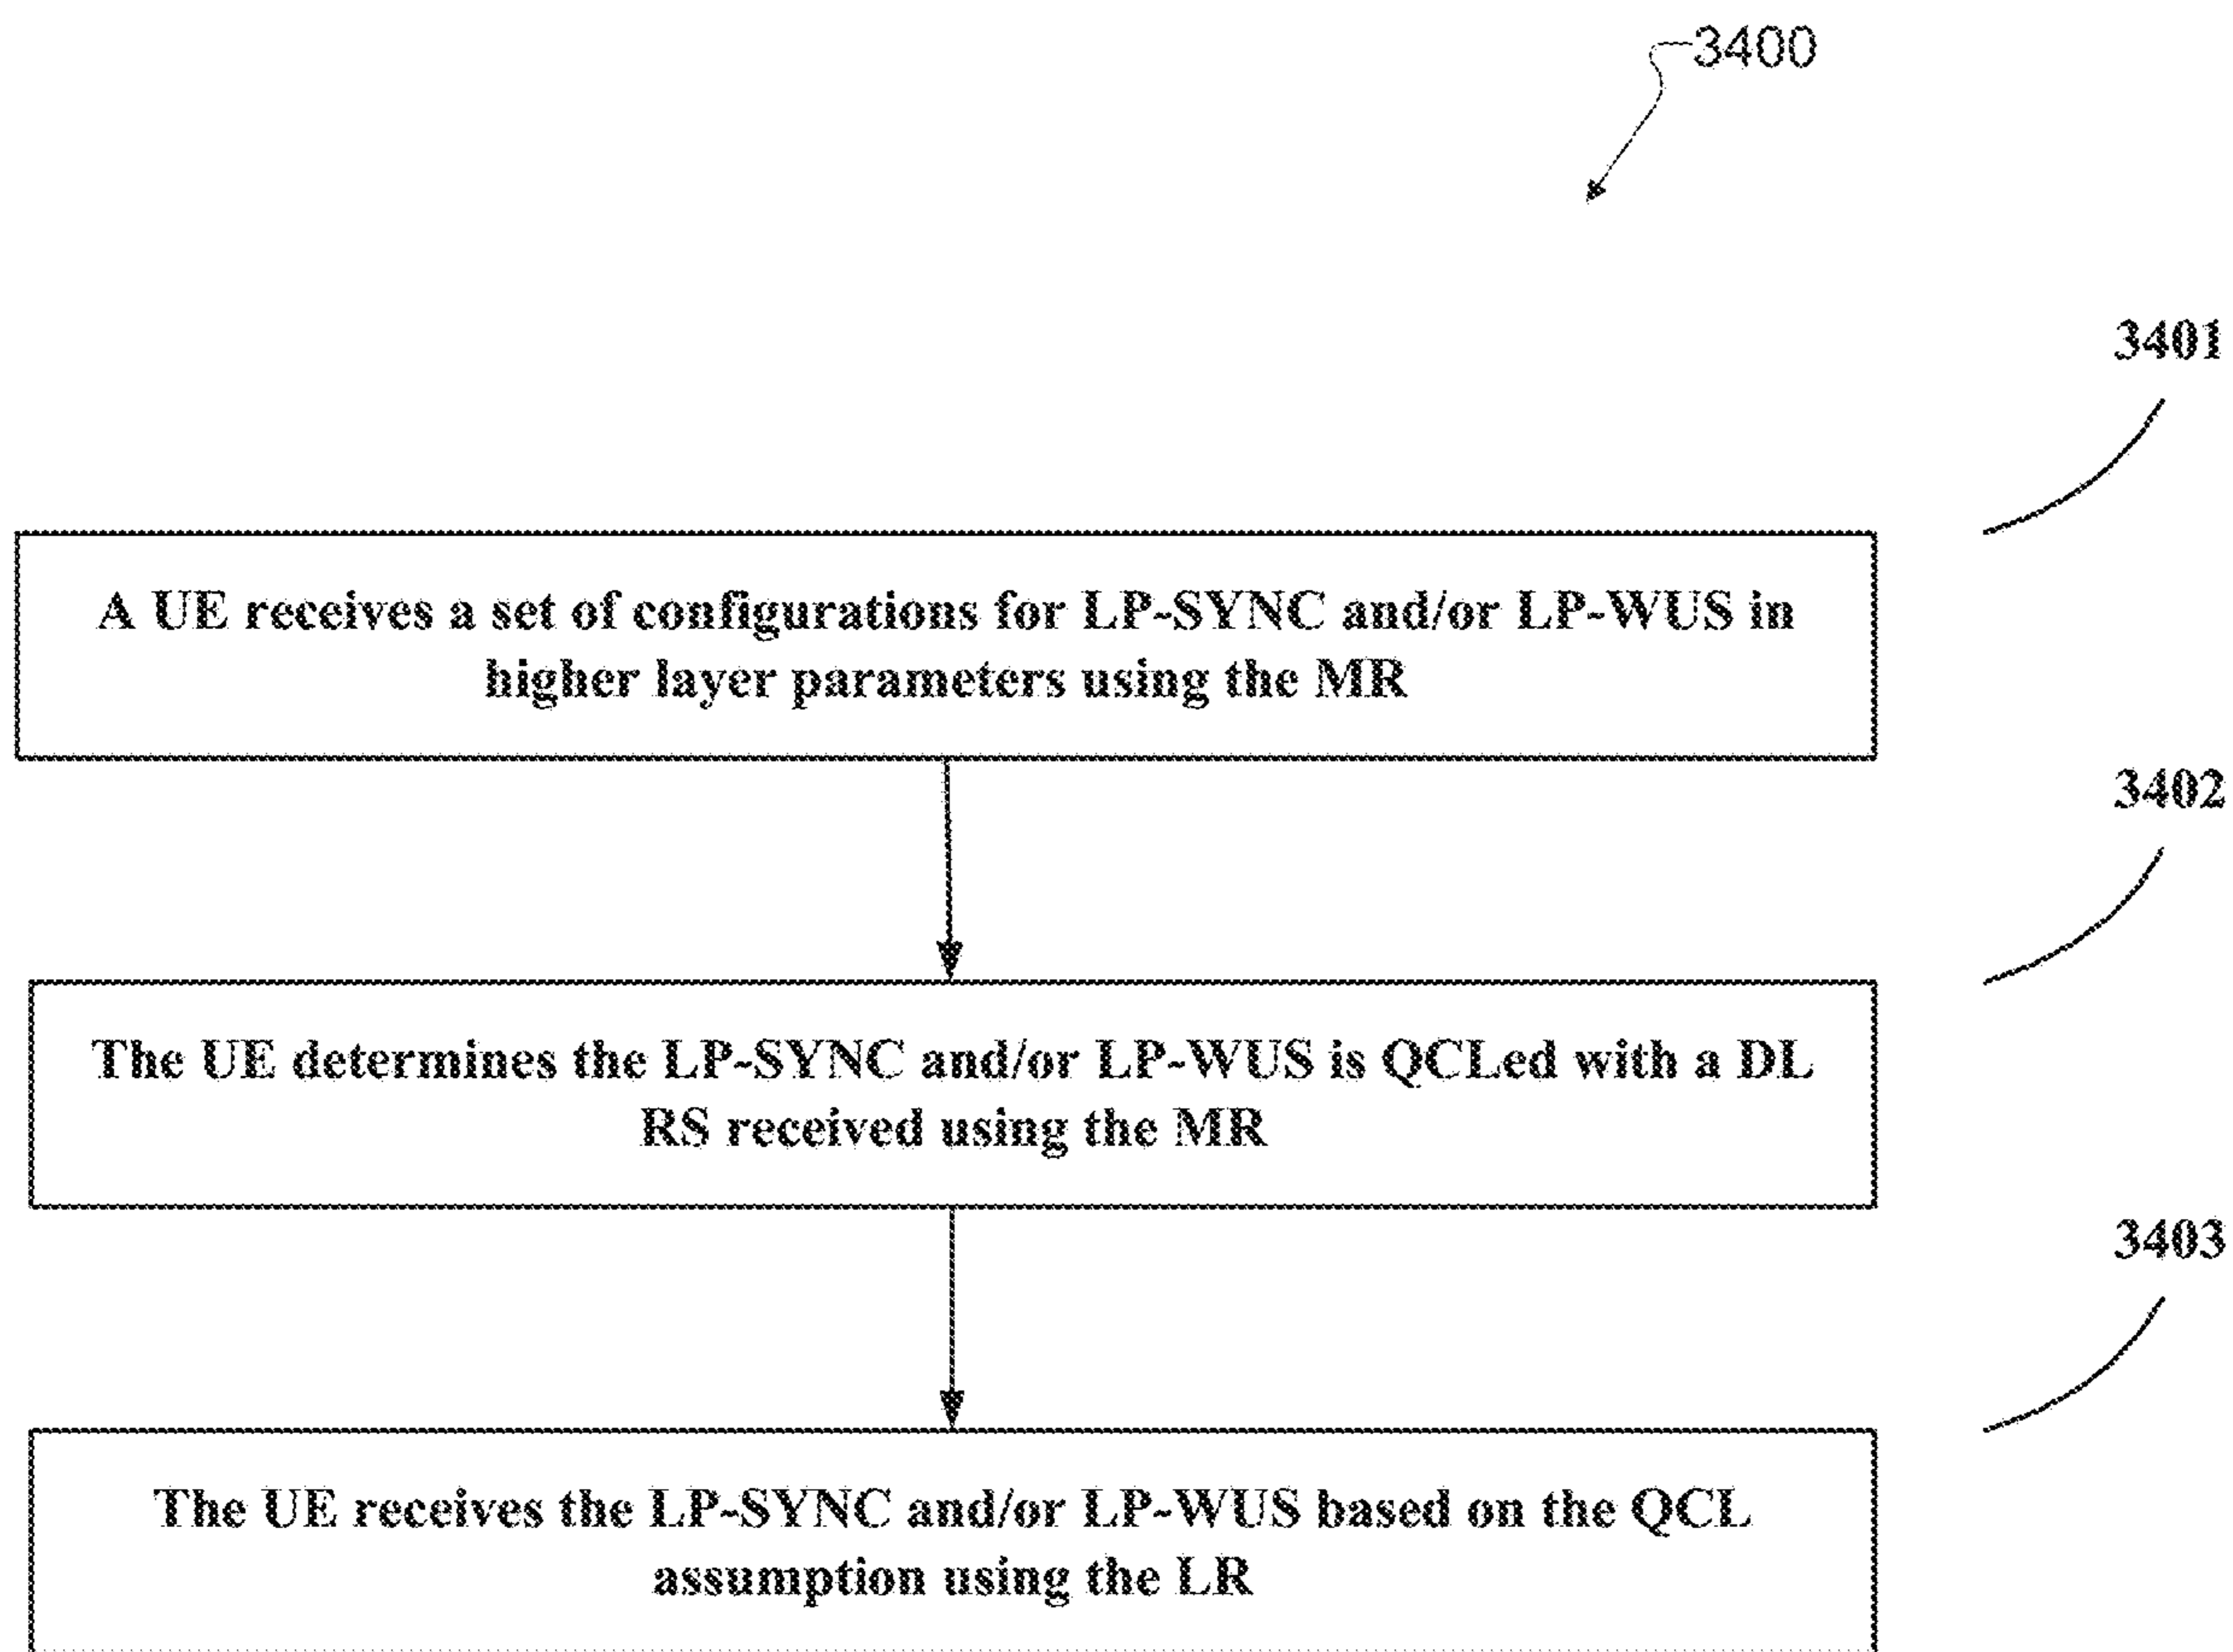 3400
3401
A UE receives a set of configurations for LP-SYNC and/or LP-WUS in
higher layer parameters using the MR
3402
The UE determines the LP-SYNC and/or LP-WUS is QCLed with a DL
RS received using the MR
3403
The UE receives the LP-SYNC and/or LP-WUS based on the QCL
assumption using the LR